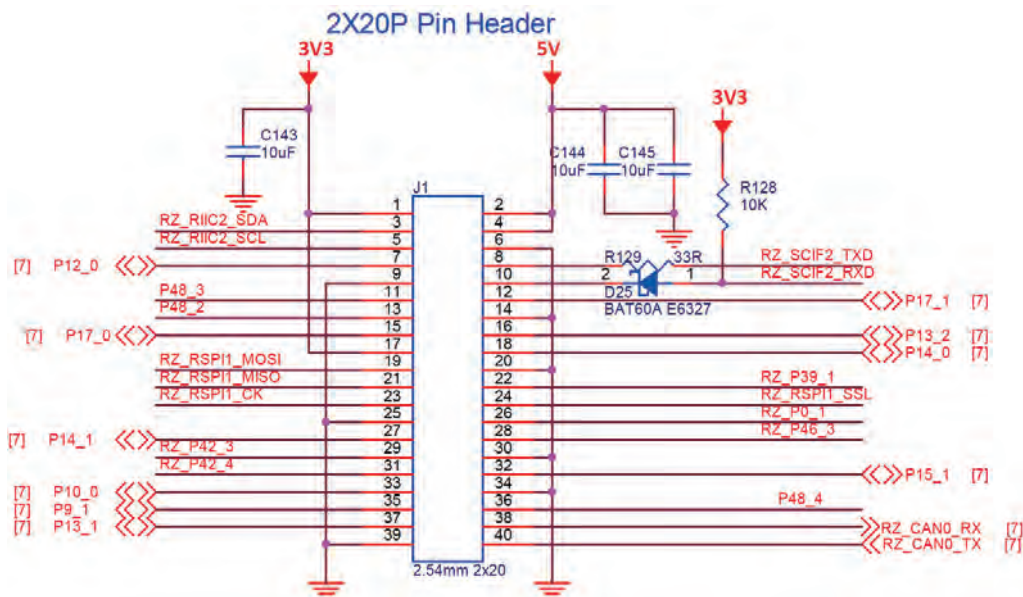 2X20P Pin Header
3V3
5V
3V3
C143
10uF
C144
10uF
C145
10uF
R128
10K
J1
1 2
RZ_RIIC2_SDA 3 4
RZ_RIIC2_SCL 5 6
[7] P12_0 7 8 R129 33R RZ_SCIF2_TXD
9 10 2 1 RZ_SCIF2_RXD
D25
BAT60A E6327
P48_3 11 12 P17_1 [7]
P48_2 13 14
[7] P17_0 15 16 P13_2 [7]
17 18 P14_0 [7]
RZ_RSPI1_MOSI 19 20
RZ_RSPI1_MISO 21 22 RZ_P39_1
RZ_RSPI1_CK 23 24 RZ_RSPI1_SSL
25 26 RZ_P0_1
[7] P14_1 27 28 RZ_P46_3
RZ_P42_3 29 30
RZ_P42_4 31 32 P15_1 [7]
[7] P10_0 33 34
[7] P9_1 35 36 P48_4
[7] P13_1 37 38 RZ_CAN0_RX [7]
39 40 RZ_CAN0_TX [7]
2.54mm 2x20